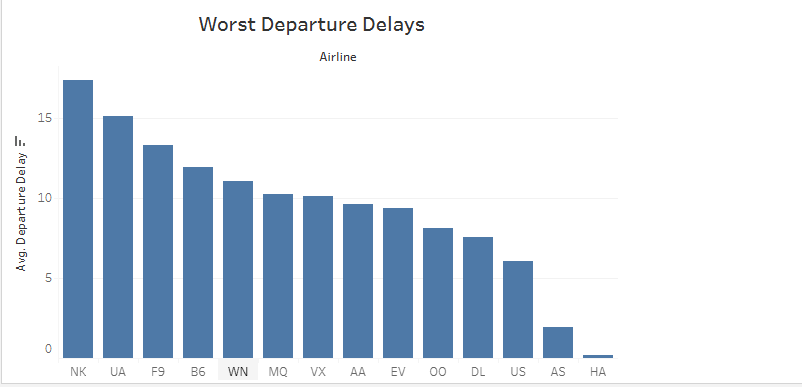 Worst Departure Delays
Airline
Avg. Departure Delay
15
10
5
0
NK UA F9 B6 WN MQ VX AA EV OO DL US AS HA